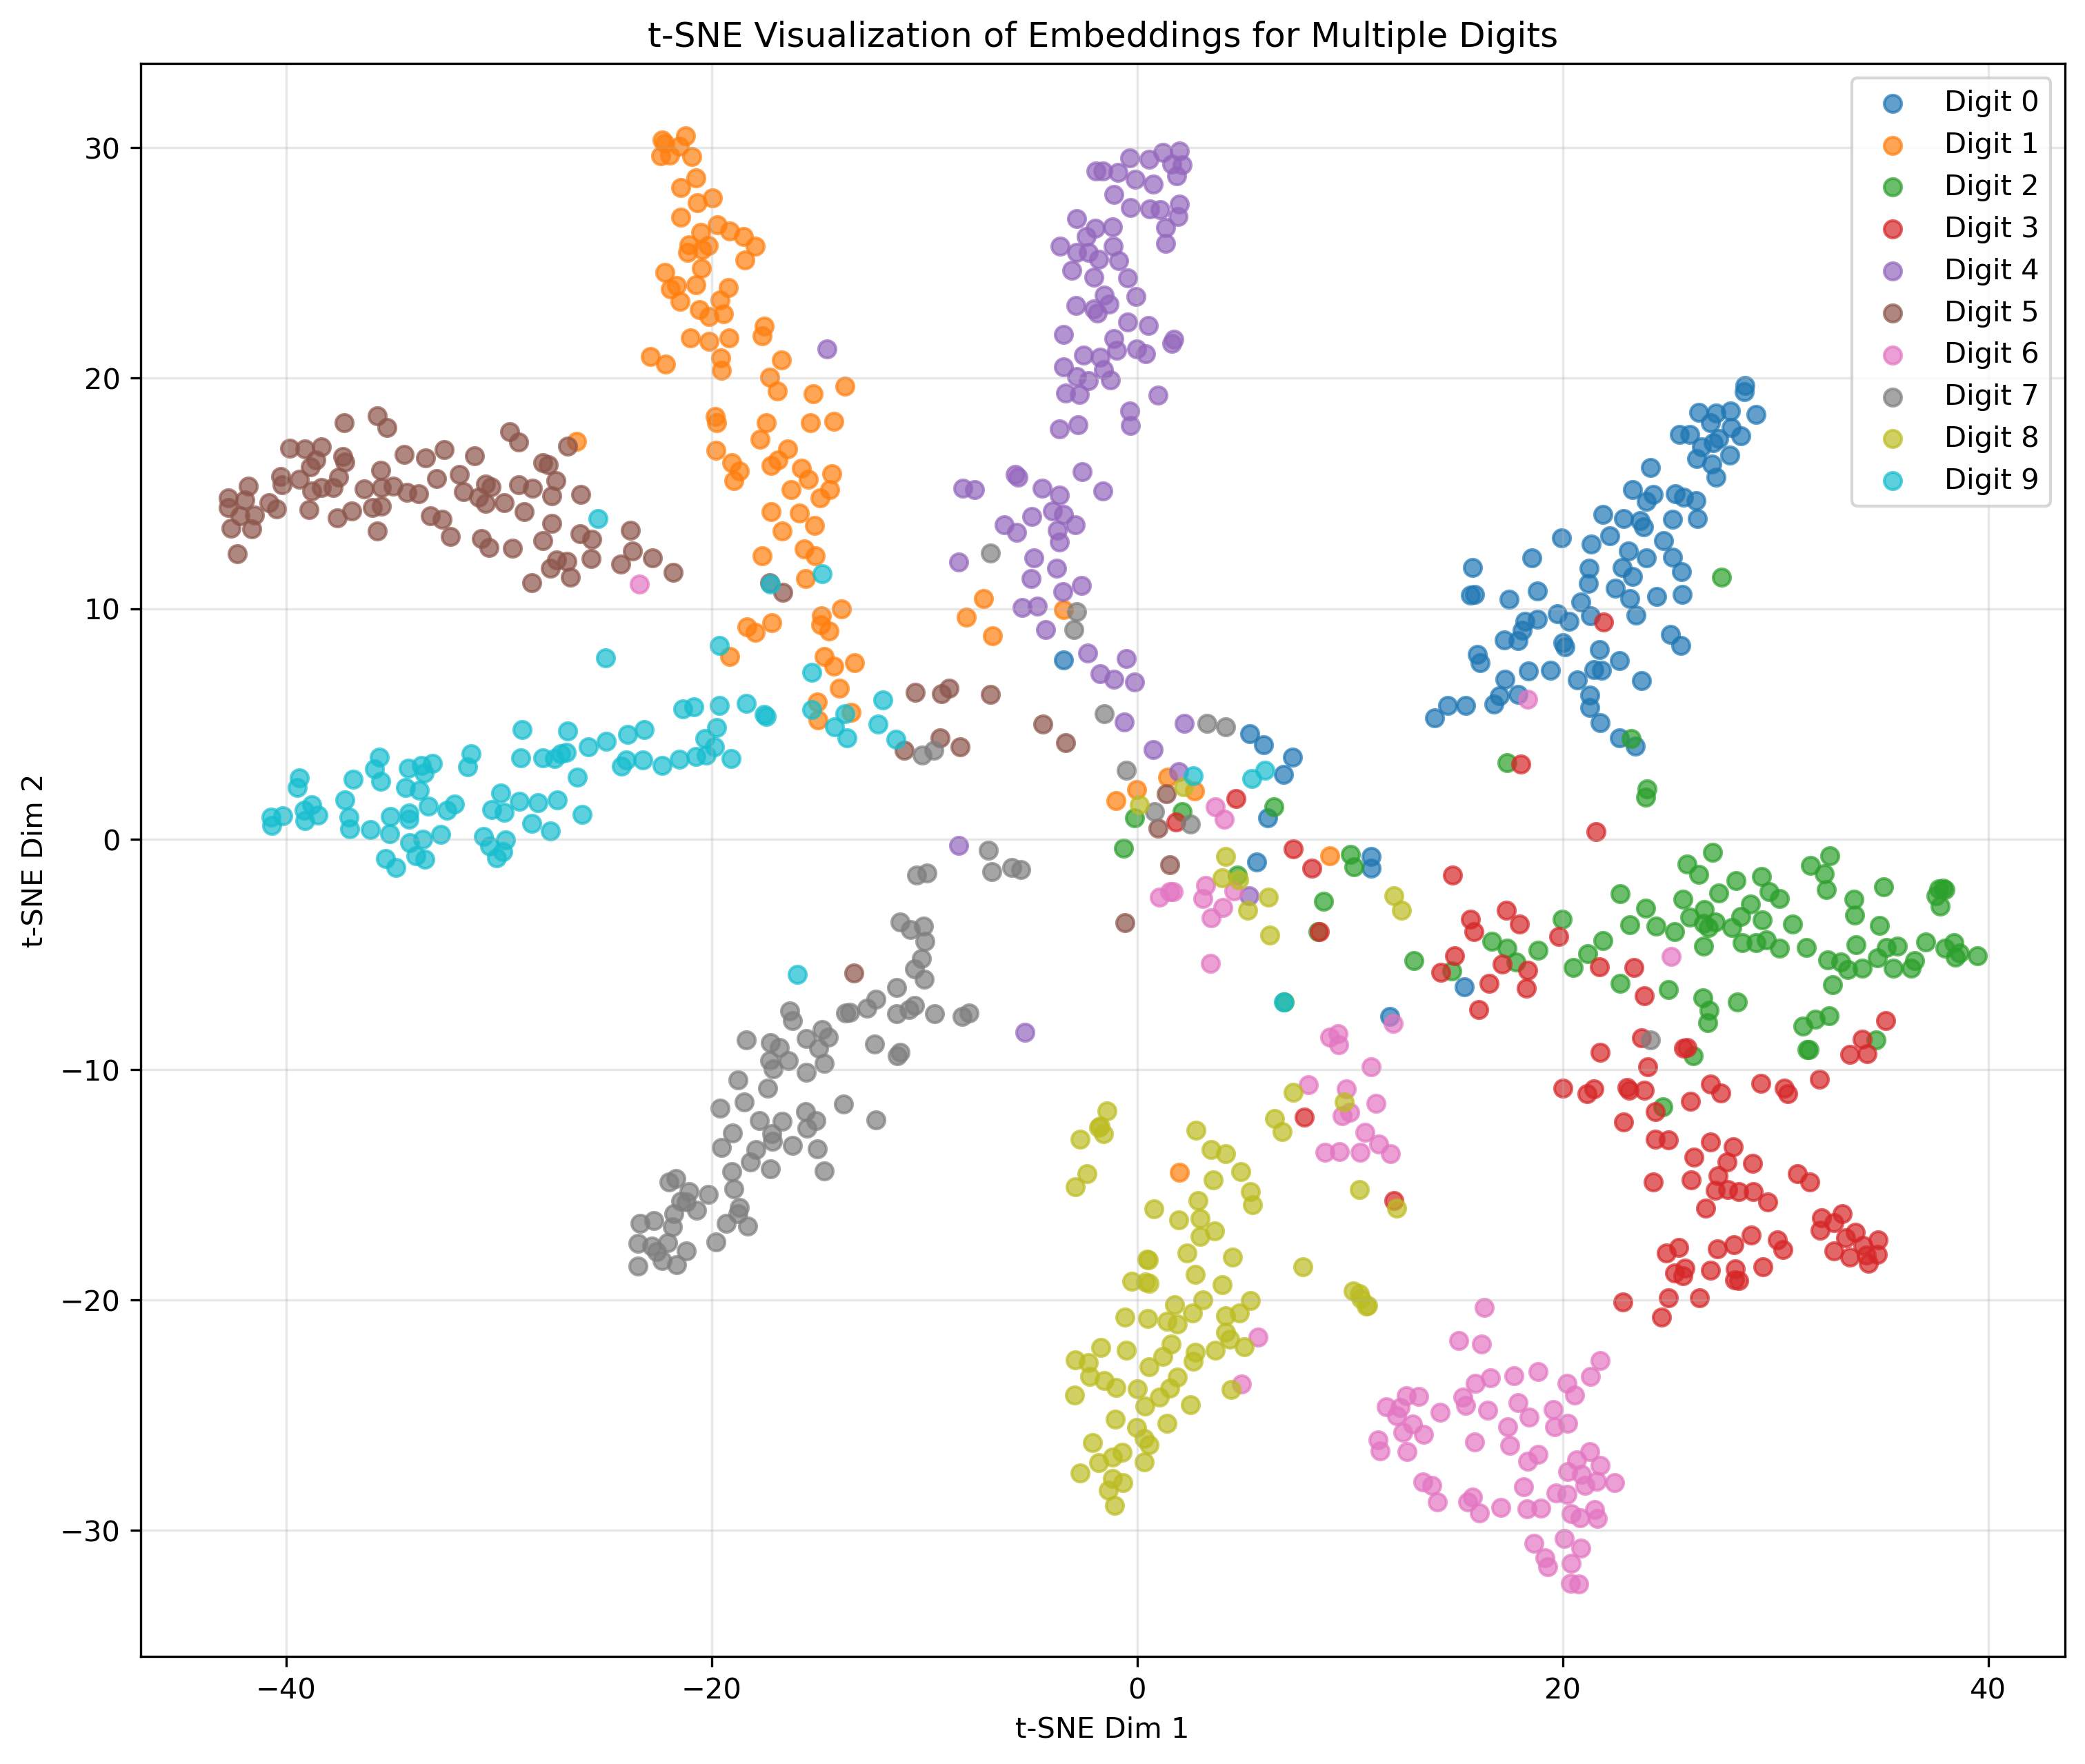 t-SNE Visualization of Embeddings for Multiple Digits
Digit 0
Digit 1
Digit 2
Digit 3
Digit 4
Digit 5
Digit 6
Digit 7
Digit 8
Digit 9
30
20
10
0
−10
−20
−30
t-SNE Dim 2
−40
−20
0
20
40
t-SNE Dim 1